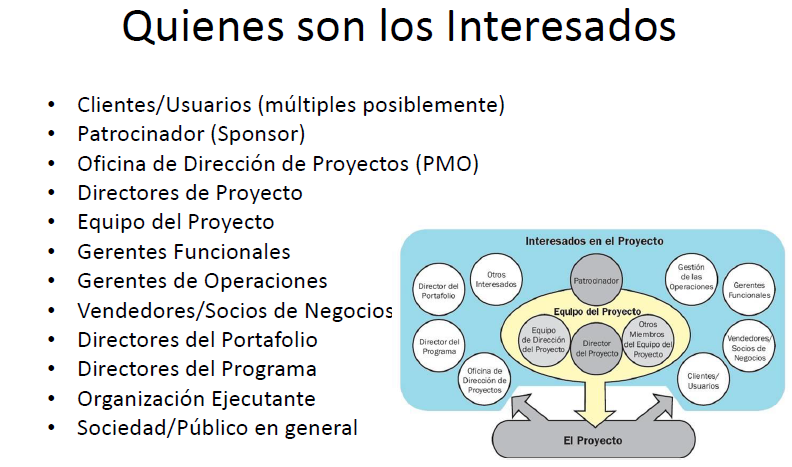 Quienes son los Interesados
• Clientes/Usuarios (múltiples posiblemente)
• Patrocinador (Sponsor)
• Oficina de Dirección de Proyectos (PMO)
• Directores de Proyecto
• Equipo del Proyecto
• Gerentes Funcionales
• Gerentes de Operaciones
• Vendedores/Socios de Negocios
• Directores del Portafolio
• Directores del Programa
• Organización Ejecutante
• Sociedad/Público en general
Interesados en el Proyecto
Director del
Portafolio
Otros
Interesados
Patrocinador
Gestión
de las
Operaciones
Gerentes
Funcionales
Equipo del Proyecto
Director del
Programa
Equipo
de Dirección
del Proyecto
Director
del Proyecto
Otros
Miembros
del Equipo del
Proyecto
Vendedores/
Socios de
Negocios
Oficina de
Dirección de
Proyectos
Clientes/
Usuarios
El Proyecto